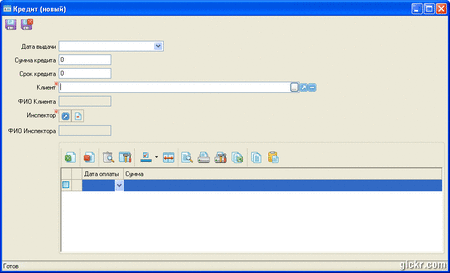 Кредит (новый)
Дата выдачи
Сумма кредита 0
Срок кредита 0
Клиент* ...
ФИО Клиента
Инспектор*
ФИО Инспектора
Дата оплаты Сумма
Готов
gickr.com